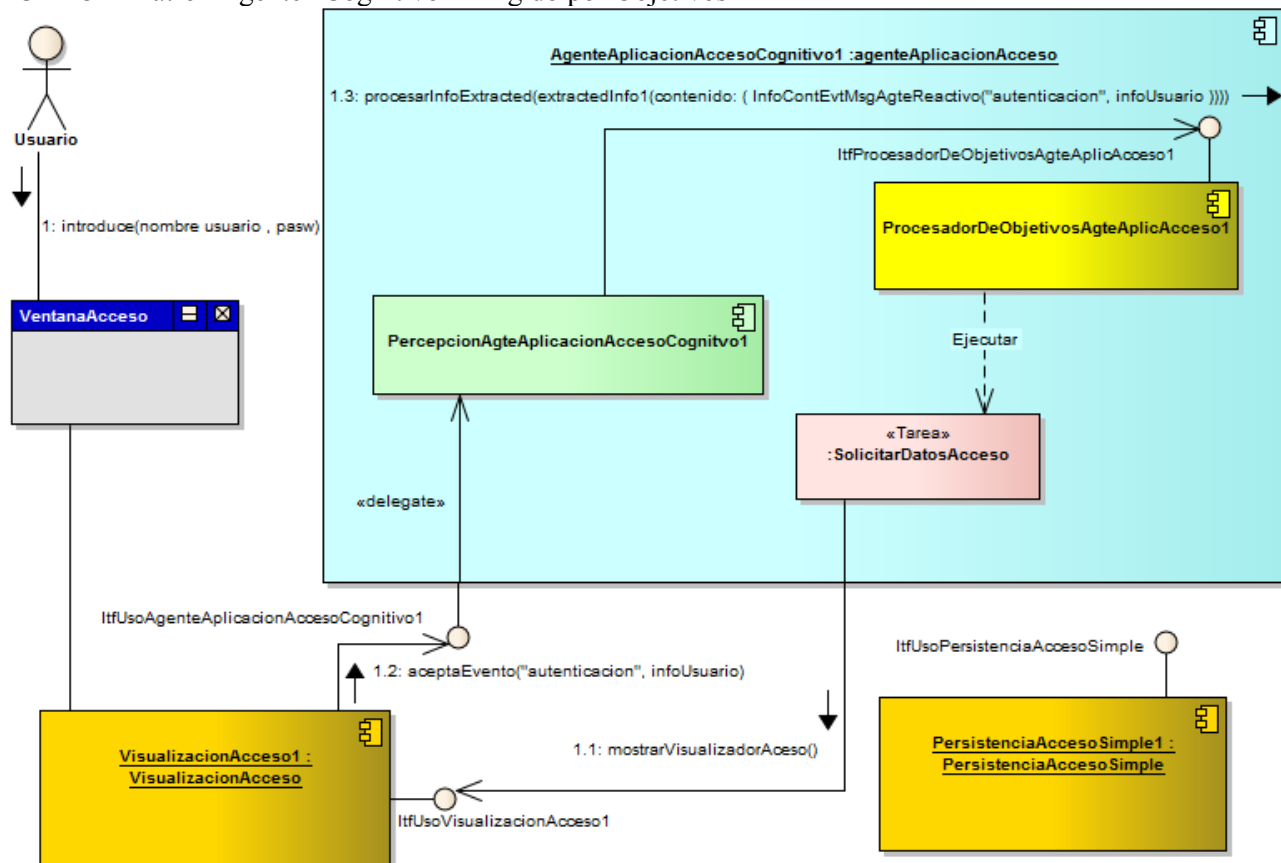 AgenteAplicacionAccesoCognitivo1 :agenteAplicacionAcceso
1.3: procesarInfoExtracted(extractedInfo1(contenido: ( InfoContEvtMsgAgteReactivo("autenticacion", infoUsuario ))))
Usuario
ItfProcesadorDeObjetivosAgteAplicAcceso1
1: introduce(nombre usuario , pasw)
ProcesadorDeObjetivosAgteAplicAcceso1
VentanaAcceso
PercepcionAgteAplicacionAccesoCognitvo1
Ejecutar
«Tarea»
:SolicitarDatosAcceso
«delegate»
ItfUsoAgenteAplicacionAccesoCognitivo1
ItfUsoPersistenciaAccesoSimple
1.2: aceptaEvento("autenticacion", infoUsuario)
1.1: mostrarVisualizadorAceso()
VisualizacionAcceso1 :
VisualizacionAcceso
PersistenciaAccesoSimple1 :
PersistenciaAccesoSimple
ItfUsoVisualizacionAcceso1